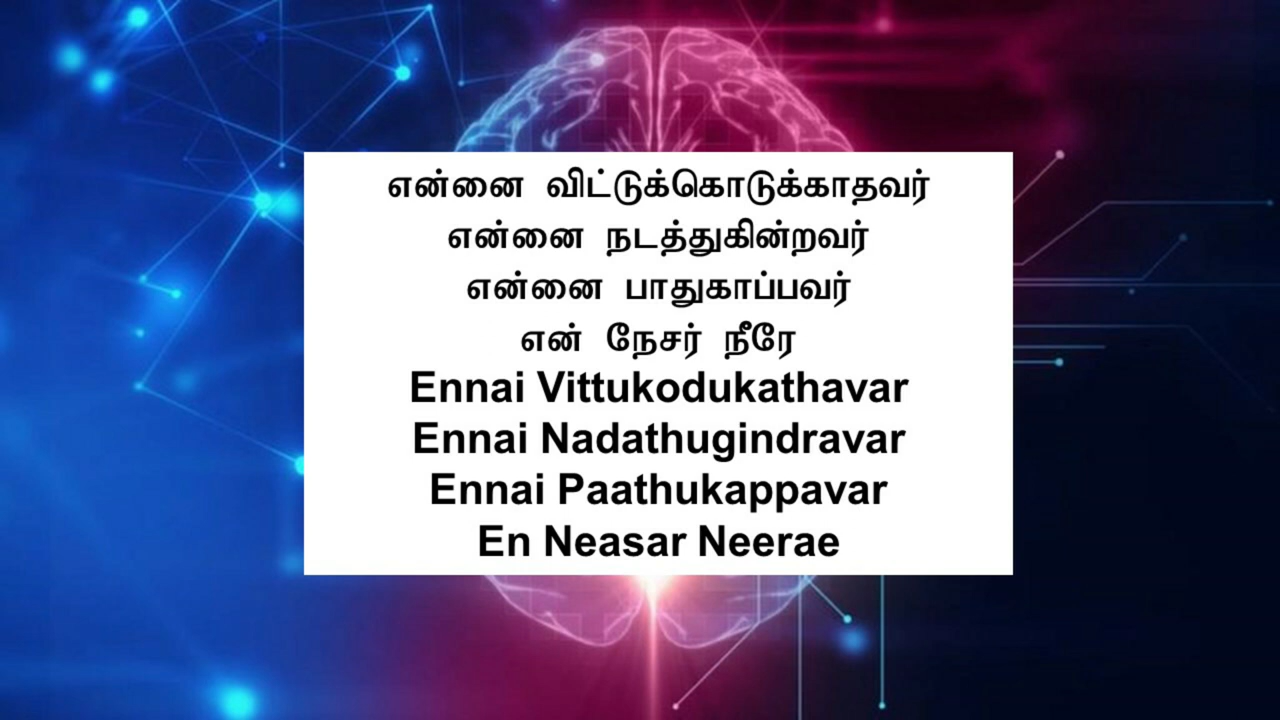 என்னை விட்டுக்கொடுக்காதவர்
என்னை நடத்துகின்றவர்
என்னை பாதுகாப்பவர்
என் நேசர் நீரே
Ennai Vittukodukathavar
Ennai Nadathugindravar
Ennai Paathukappavar
En Neasar Neerae